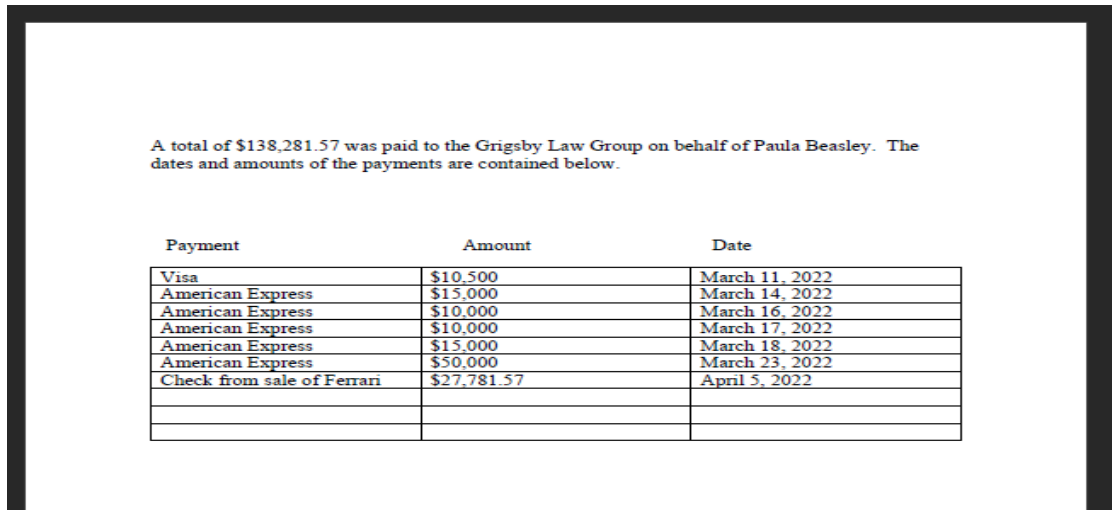 A total of $138,281.57 was paid to the Grigsby Law Group on behalf of Paula Beasley.  The
dates and amounts of the payments are contained below.
Payment Amount Date
Visa $10,500 March 11, 2022
American Express $15,000 March 14, 2022
American Express $10,000 March 16, 2022
American Express $10,000 March 17, 2022
American Express $15,000 March 18, 2022
American Express $50,000 March 23, 2022
Check from sale of Ferrari $27,781.57 April 5, 2022